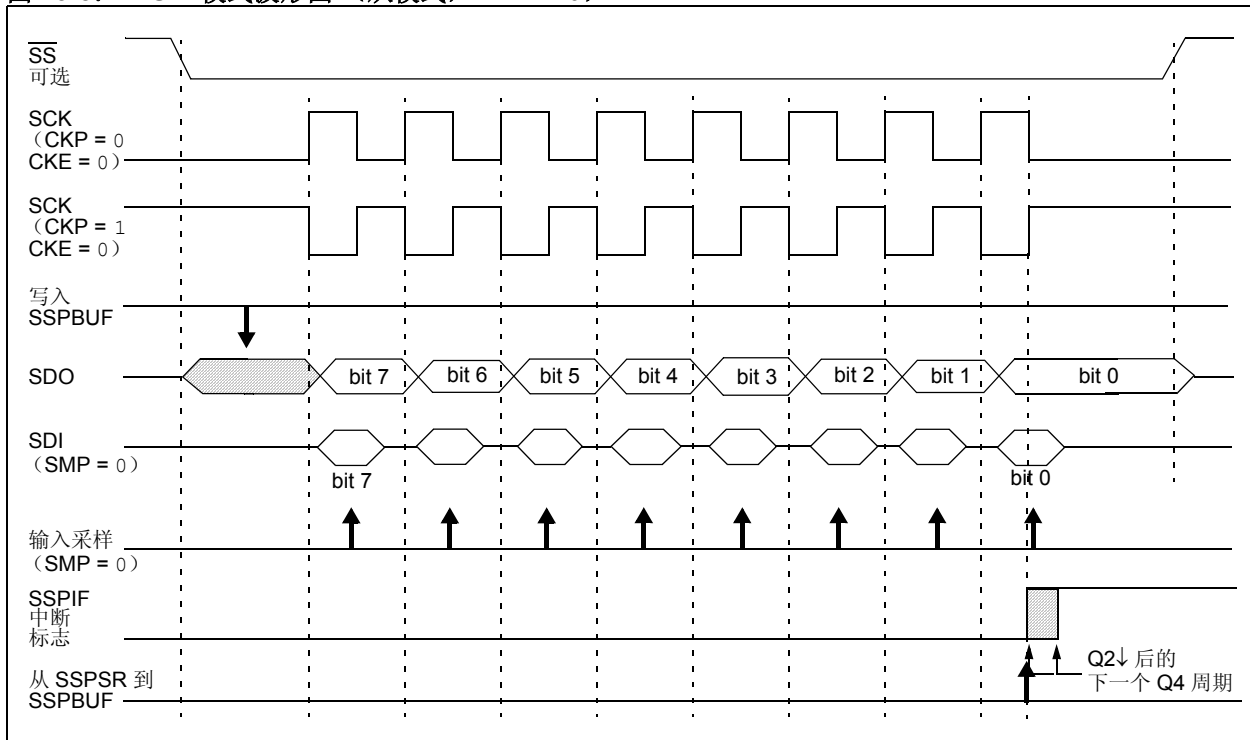 SS
可选
SCK
（CKP = 0
CKE = 0）
SCK
（CKP = 1
CKE = 0）
写入
SSPBUF
SDO
bit 7 bit 6 bit 5 bit 4 bit 3 bit 2 bit 1 bit 0
SDI
（SMP = 0）
bit 7 bit 0
输入采样
（SMP = 0）
SSPIF
中断
标志
Q2↓ 后的
下一个 Q4 周期
从 SSPSR 到
SSPBUF